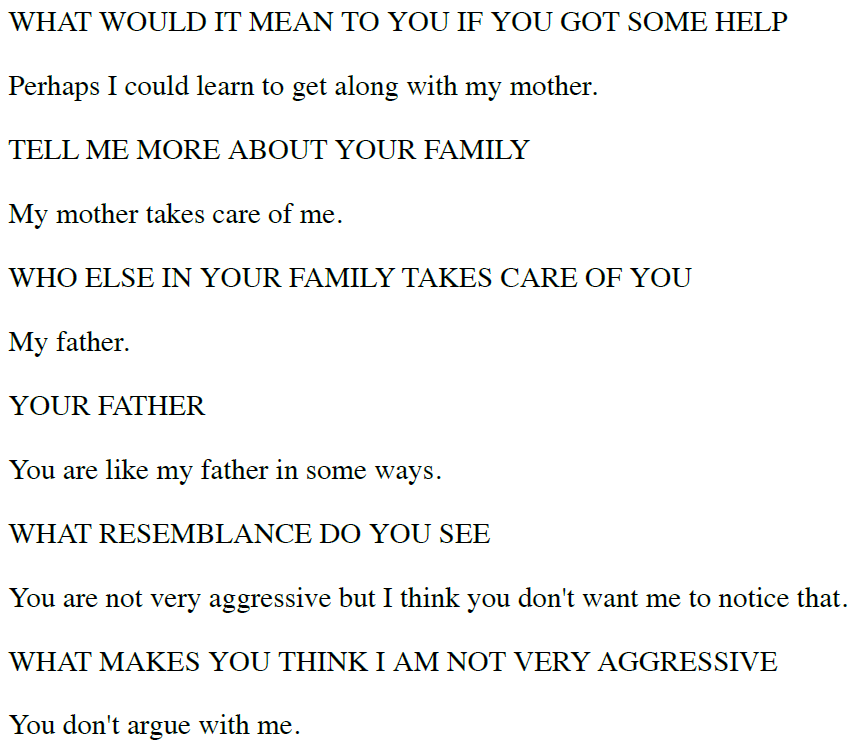 WHAT WOULD IT MEAN TO YOU IF YOU GOT SOME HELP
Perhaps I could learn to get along with my mother.
TELL ME MORE ABOUT YOUR FAMILY
My mother takes care of me.
WHO ELSE IN YOUR FAMILY TAKES CARE OF YOU
My father.
YOUR FATHER
You are like my father in some ways.
WHAT RESEMBLANCE DO YOU SEE
You are not very aggressive but I think you don't want me to notice that.
WHAT MAKES YOU THINK I AM NOT VERY AGGRESSIVE
You don't argue with me.